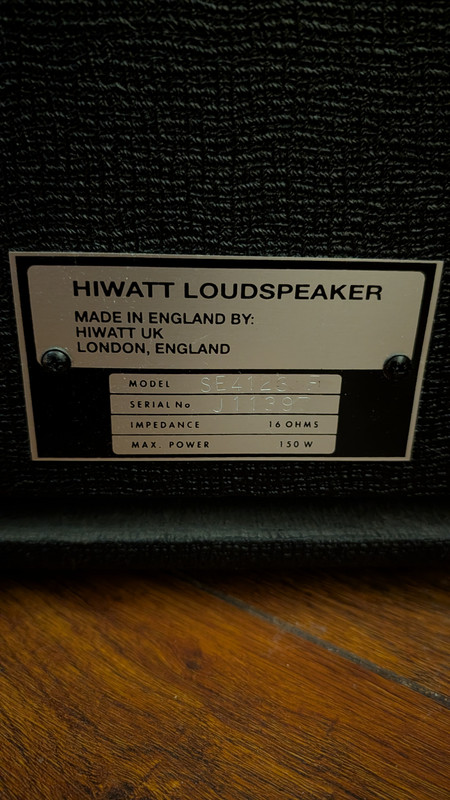 HIWATT LOUDSPEAKER
MADE IN ENGLAND BY:
HIWATT UK
LONDON, ENGLAND
MODEL SE4123 F
SERIAL No
IMPEDANCE 16 OHMS
MAX. POWER 150 W